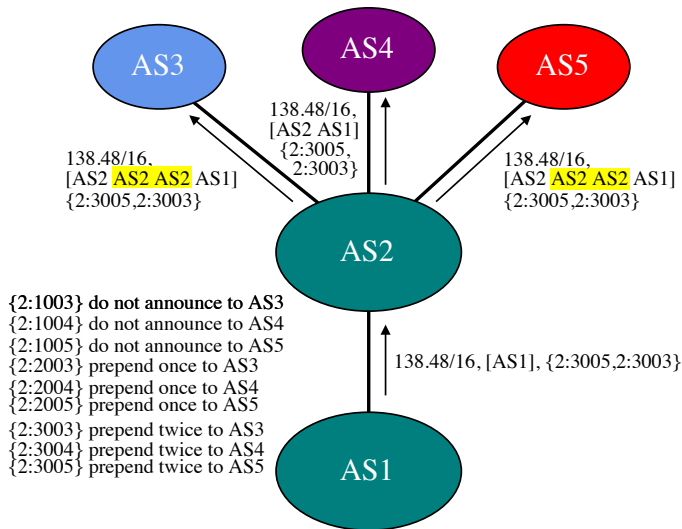 AS3
AS4
AS5
138.48/16,
[AS2 AS2 AS2 AS1]
{2:3005,2:3003}
138.48/16,
[AS2 AS1]
{2:3005,
2:3003}
138.48/16,
[AS2 AS2 AS2 AS1]
{2:3005,2:3003}
AS2
{2:1003} do not announce to AS3
{2:1004} do not announce to AS4
{2:1005} do not announce to AS5
{2:2003} prepend once to AS3
{2:2004} prepend once to AS4
{2:2005} prepend once to AS5
{2:3003} prepend twice to AS3
{2:3004} prepend twice to AS4
{2:3005} prepend twice to AS5
138.48/16, [AS1], {2:3005,2:3003}
AS1